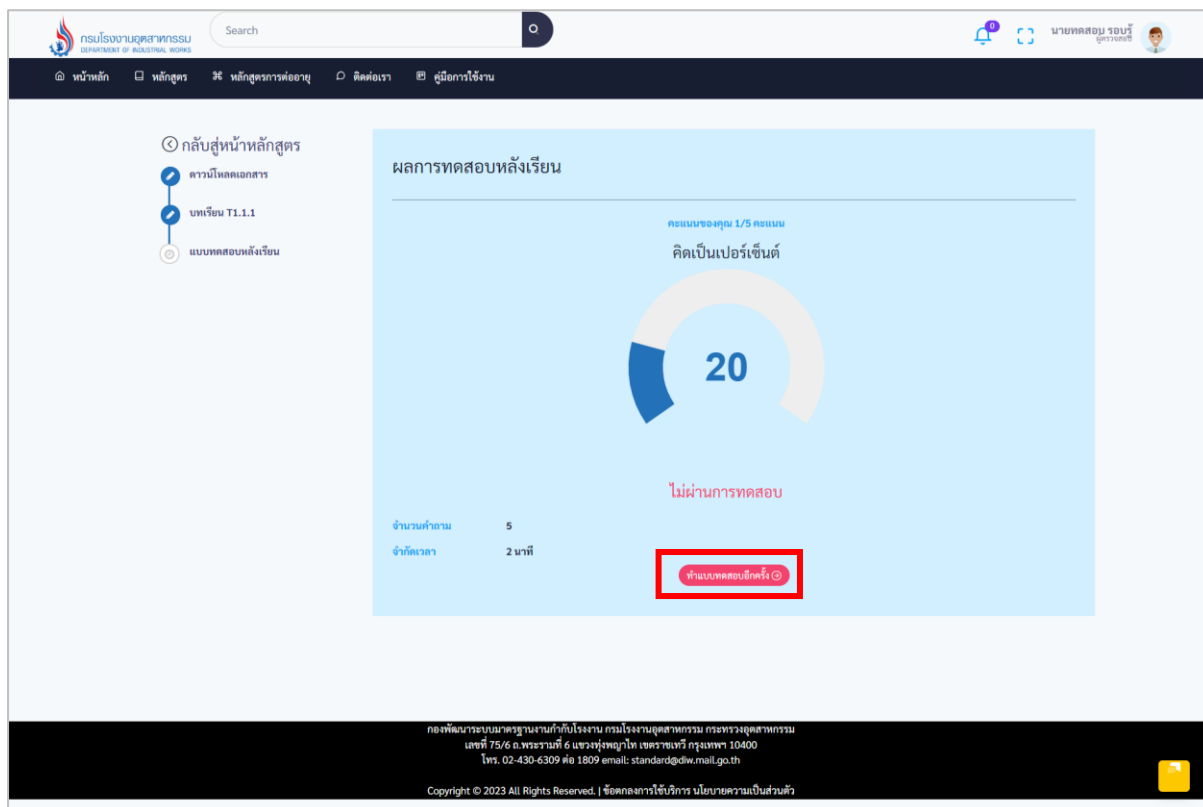 กรมโรงงานอุตสาหกรรม
DEPARTMENT OF INDUSTRIAL WORKS
Search
0
นายทดสอบ รอบรู้
ผู้ตรวจสอบ
หน้าหลัก หลักสูตร หลักสูตรการต่ออายุ ติดต่อเรา คู่มือการใช้งาน
กลับสู่หน้าหลักสูตร
ดาวน์โหลดเอกสาร
บทเรียน T1.1.1
แบบทดสอบหลังเรียน
ผลการทดสอบหลังเรียน
คะแนนของคุณ 1/5 คะแนน
คิดเป็นเปอร์เซ็นต์
20
ไม่ผ่านการทดสอบ
จำนวนคำถาม 5
จำกัดเวลา 2 นาที
ทำแบบทดสอบอีกครั้ง
กองพัฒนาระบบมาตรฐานงานกำกับโรงงาน กรมโรงงานอุตสาหกรรม กระทรวงอุตสาหกรรม
เลขที่ 75/6 ถ.พระรามที่ 6 แขวงทุ่งพญาไท เขตราชเทวี กรุงเทพฯ 10400
โทร. 02-430-6309 ต่อ 1809 email: standard@diw.mail.go.th
Copyright © 2023 All Rights Reserved. | ข้อตกลงการใช้บริการ นโยบายความเป็นส่วนตัว